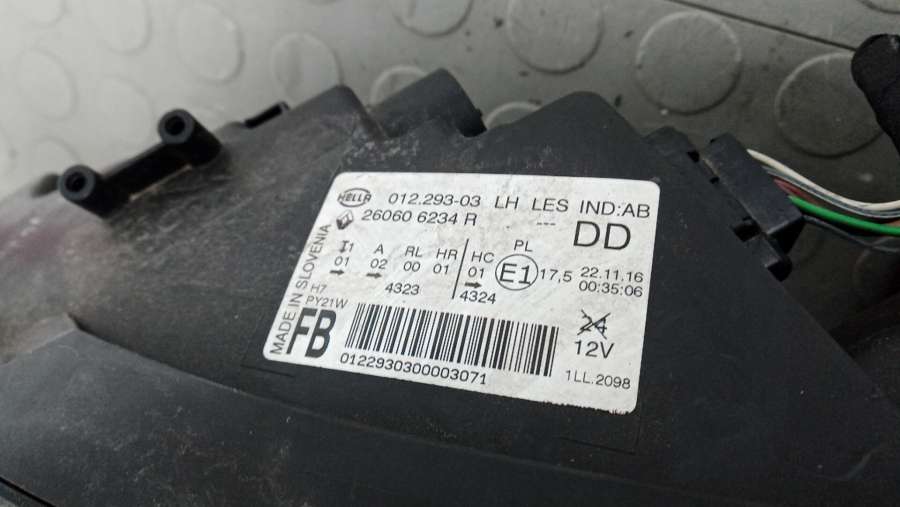 HELLA 012.293-03 LH LES IND:AB
26060 6234 R --- DD
I1 A RL HR HC PL
01 02 00 01 01 E1 17,5 22.11.16
4323 4324 00:35:06
H7
PY21W
MADE IN SLOVENIA
FB
24
12V
0122930300003071
1LL.2098